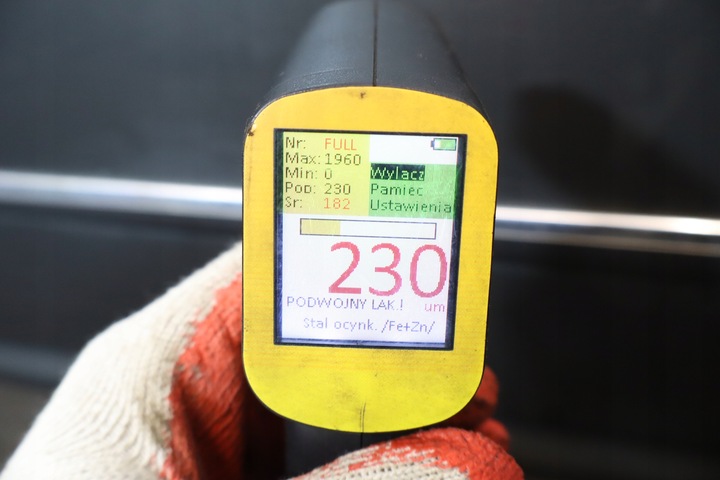 Nr: FULL
Max: 1960
Min: 0
Pop: 230
Sr: 182
Wylacz
Pamiec
Ustawienia
230
um
PODWOJNY LAK.!
Stal ocynk. /Fe+Zn/